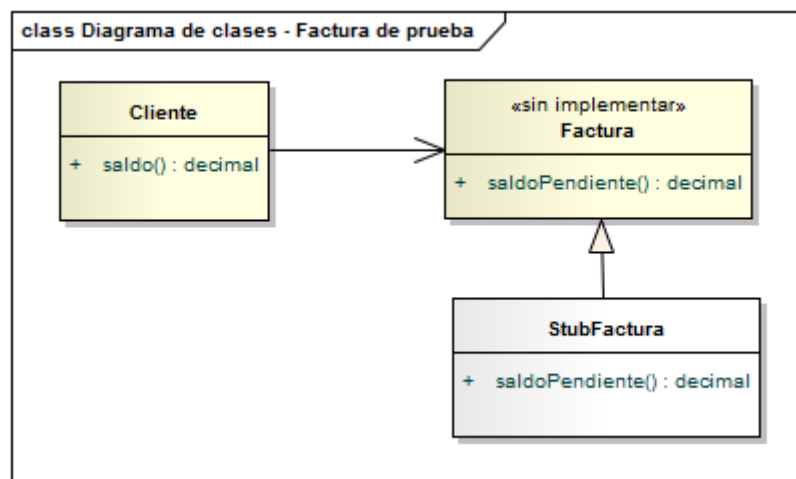 class Diagrama de clases - Factura de prueba
Cliente
+ saldo() : decimal
«sin implementar»
Factura
+ saldoPendiente() : decimal
StubFactura
+ saldoPendiente() : decimal